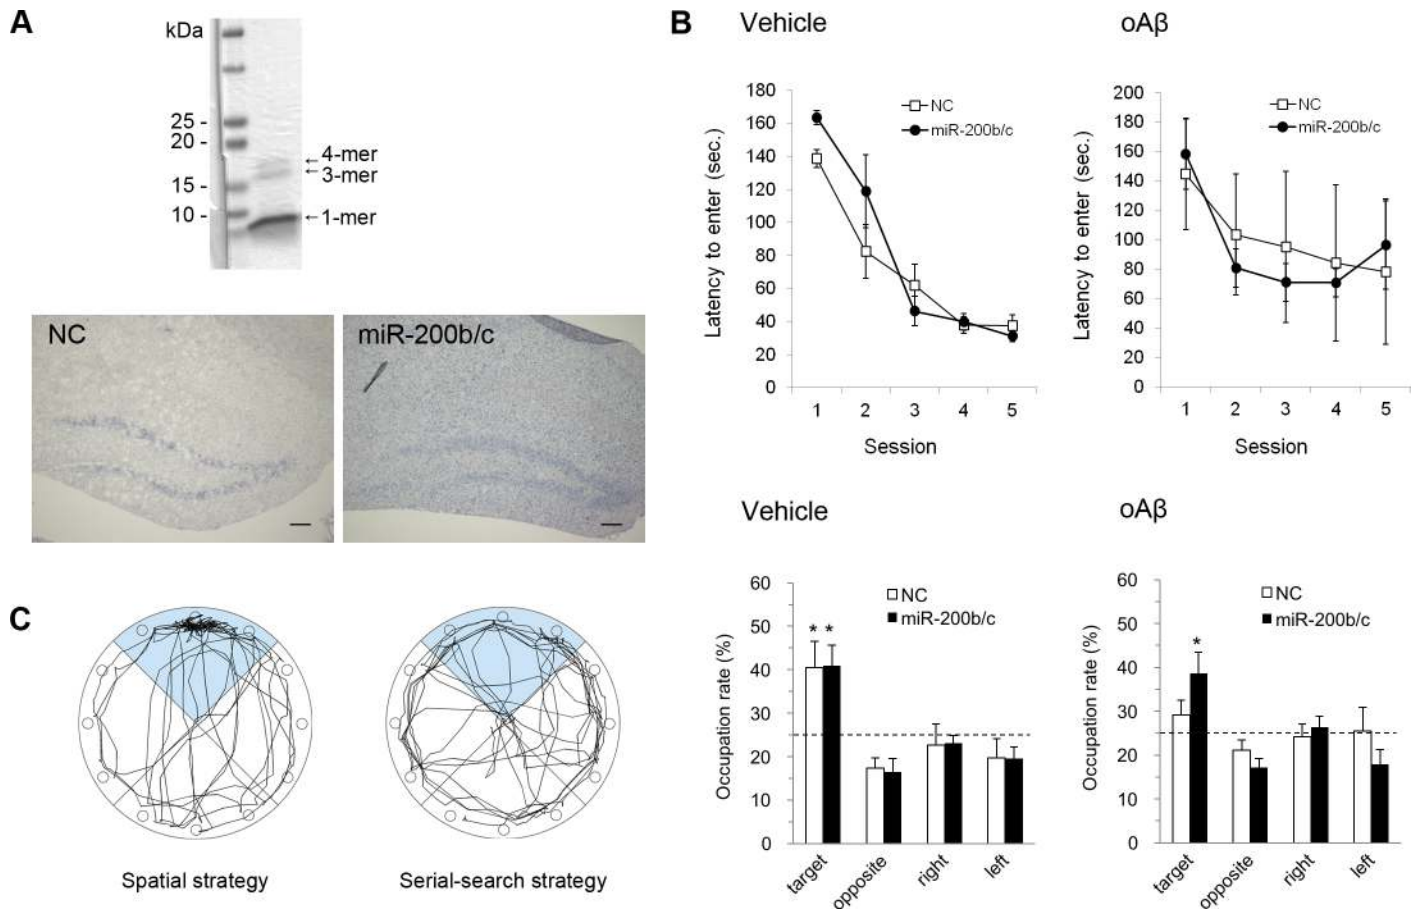 A
kDa
25 -
20 -
15 -
10 -
←4-mer
←3-mer
←1-mer
NC
miR-200b/c
B
Vehicle
Latency to enter (sec.)
180
160
140
120
100
80
60
40
20
0
NC
miR-200b/c
1 2 3 4 5
Session
oAβ
Latency to enter (sec.)
200
180
160
140
120
100
80
60
40
20
0
NC
miR-200b/c
1 2 3 4 5
Session
Vehicle
Occupation rate (%)
60
50
40
30
20
10
0
NC
miR-200b/c
* *
target
opposite
right
left
oAβ
Occupation rate (%)
60
50
40
30
20
10
0
NC
miR-200b/c
*
target
opposite
right
left
C
Spatial strategy
Serial-search strategy